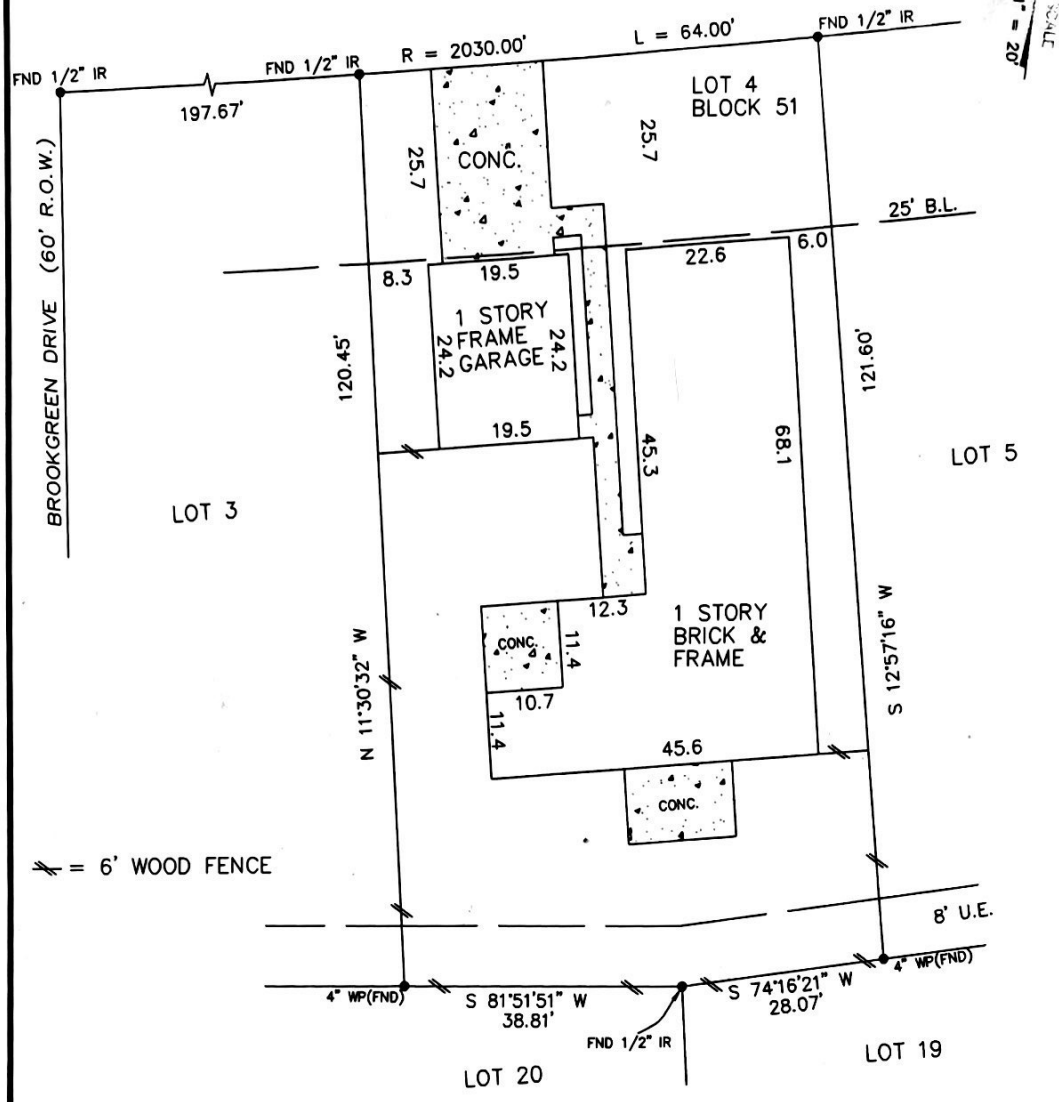 SCALE
1" = 20'
FND 1/2" IR
197.67'
FND 1/2" IR
R = 2030.00'
L = 64.00'
FND 1/2" IR
LOT 4
BLOCK 51
BROOKGREEN DRIVE (60' R.O.W.)
25.7
CONC.
25.7
25' B.L.
8.3
19.5
22.6
6.0
1 STORY
FRAME
GARAGE
24.2
24.2
19.5
120.45'
121.60'
45.3
68.1
LOT 3
LOT 5
12.3
1 STORY
BRICK &
FRAME
CONC.
11.4
10.7
11.4
45.6
N 11°30'32" W
S 12°57'16" W
CONC.
= 6' WOOD FENCE
8' U.E.
4" WP(FND)
S 81°51'51" W
38.81'
FND 1/2" IR
S 74°16'21" W
28.07'
4" WP(FND)
LOT 20
LOT 19